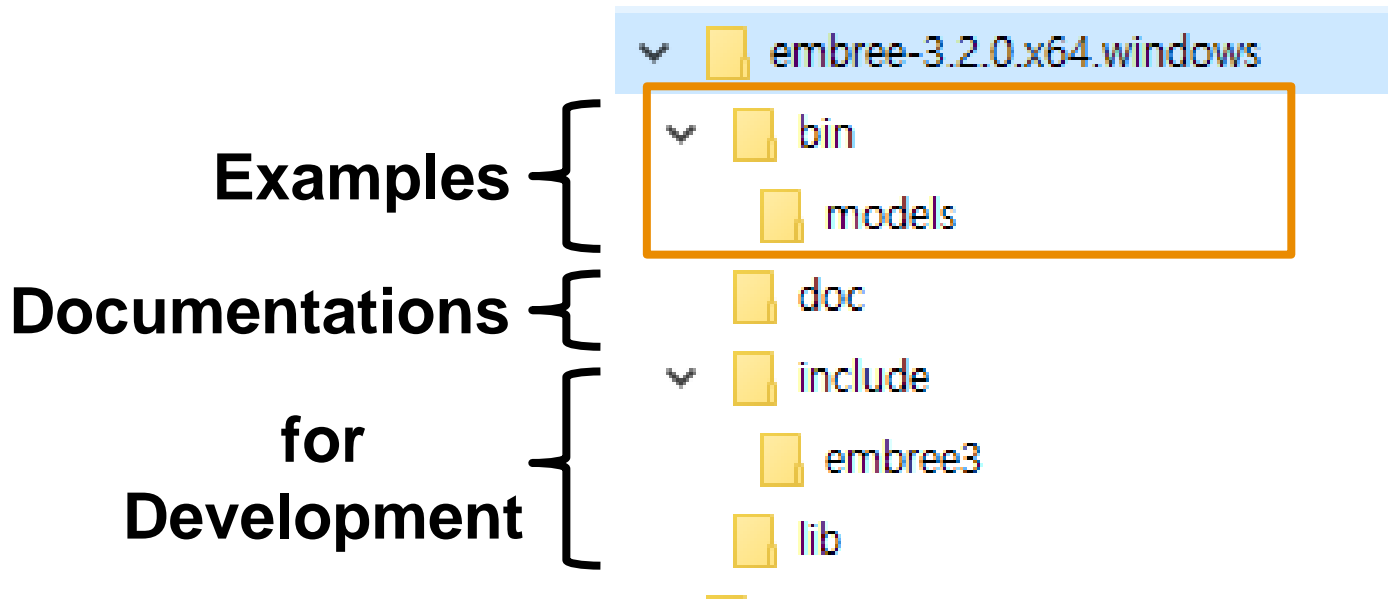 embree-3.2.0.x64.windows
Examples
bin
models
Documentations
doc
for
Development
include
embree3
lib